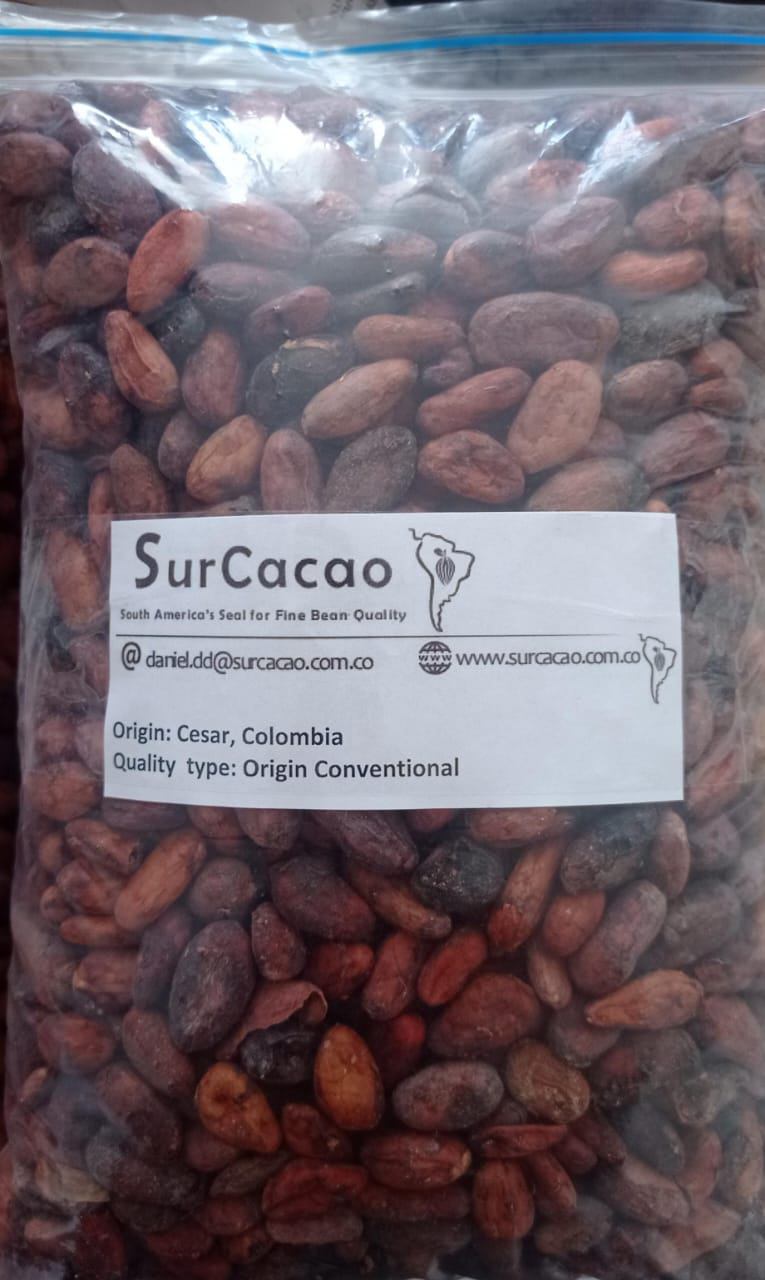 SurCacao
South America's Seal for Fine Bean Quality
@ daniel.dd@surcacao.com.co
www www.surcacao.com.co
Origin: Cesar, Colombia
Quality type: Origin Conventional